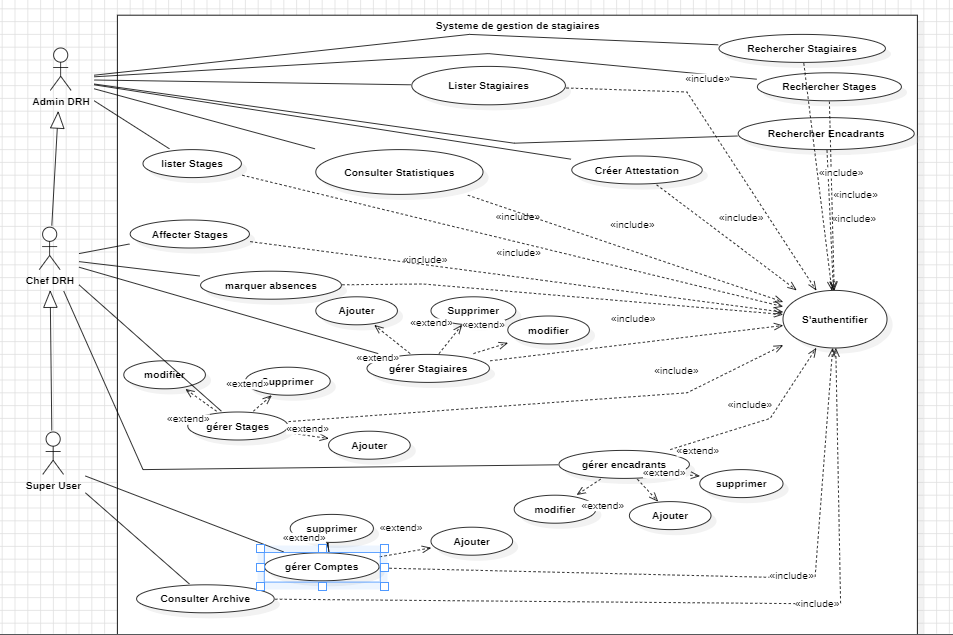 Systeme de gestion de stagiaires
Rechercher Stagiaires
«include»
Lister Stagiaires
Rechercher Stages
Admin DRH
Rechercher Encadrants
lister Stages
Consulter Statistiques
Créer Attestation
«include»
«include»
«include»
«include»
«include»
«include»
Affecter Stages
«include»
«include»
Chef DRH
marquer absences
Ajouter
Supprimer
«extend»
«extend»
modifier
«include»
S'authentifier
«extend»
gérer Stagiaires
modifier
«extend»
upprimer
«include»
«include»
«extend»
gérer Stages
«extend»
Ajouter
«extend»
gérer encadrants
«extend»
supprimer
Super User
modifier
«extend»
Ajouter
supprimer
«extend»
«extend»
Ajouter
gérer Comptes
«include»
Consulter Archive
«include»